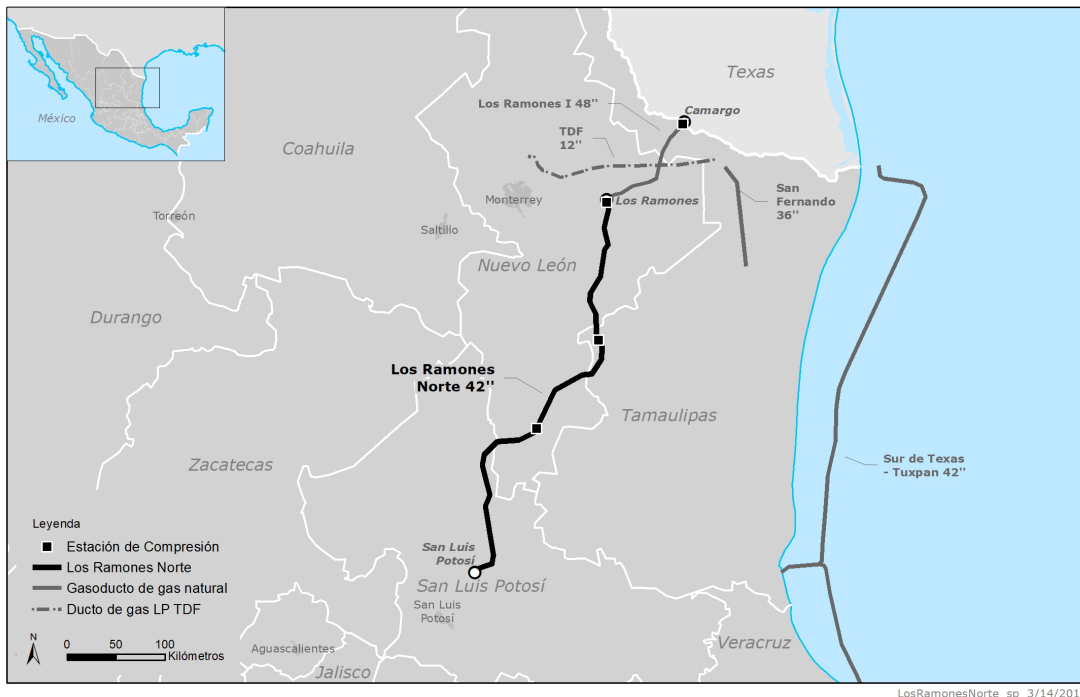 México
Texas
Los Ramones I 48"
Camargo
TDF
12"
Coahuila
San
Fernando
36"
Monterrey
Los Ramones
Torreón
Saltillo
Nuevo León
Durango
Los Ramones
Norte 42"
Tamaulipas
Zacatecas
Sur de Texas
- Tuxpan 42"
Leyenda
Estación de Compresión
Los Ramones Norte
Gasoducto de gas natural
Ducto de gas LP TDF
San Luis
Potosí
San Luis Potosí
San Luis
Potosí
N
0 50 100
Kilómetros
Aguascalientes
Jalisco
Veracruz
LosRamonesNorte_sp_3/14/201